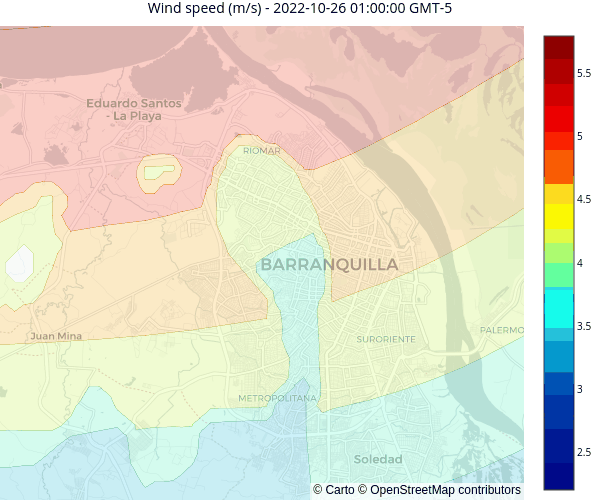 Wind speed (m/s) - 2022-10-26 01:00:00 GMT-5
5.5
Eduardo Santos
- La Playa
5
RIOMAR
4.5
BARRANQUILLA
4
3.5
Juan Mina
PALERMO
SURORIENTE
3
METROPOLITANA
2.5
Soledad
© Carto © OpenStreetMap contributors